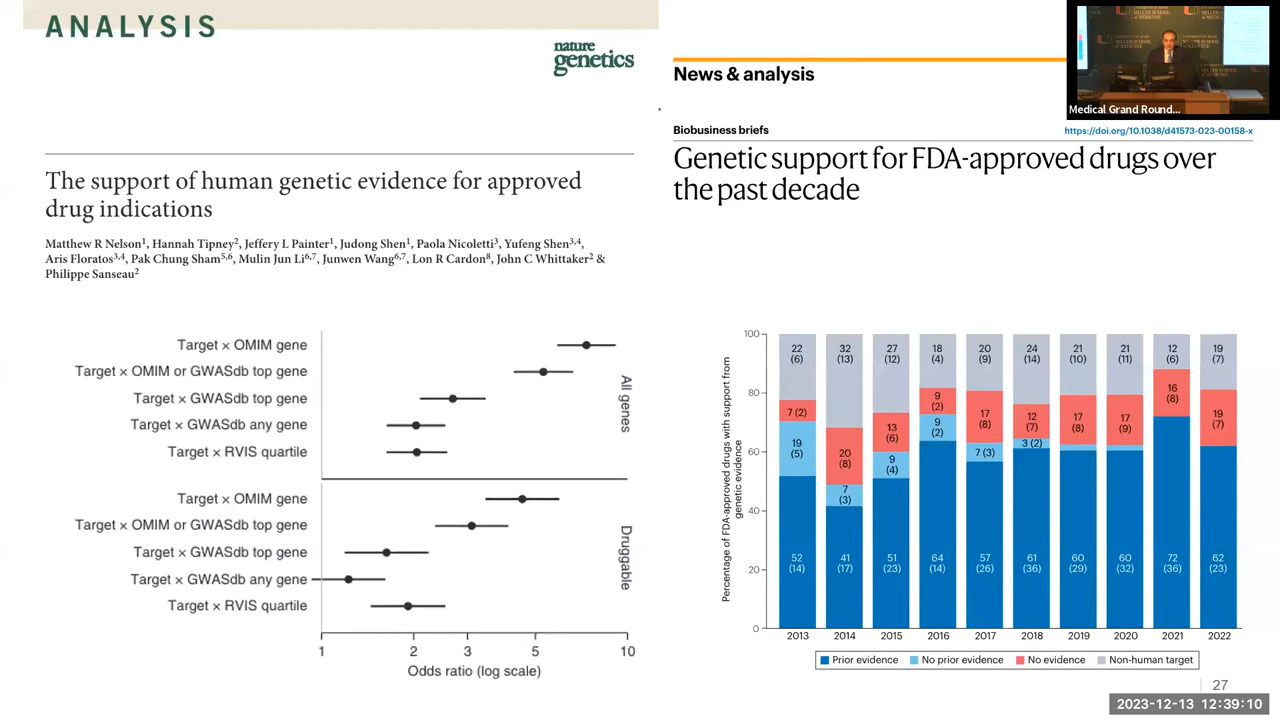 ANALYSIS
nature
genetics
The support of human genetic evidence for approved
drug indications
Matthew R Nelson1, Hannah Tipney2, Jeffery L Painter1, Judong Shen1, Paola Nicoletti3, Yufeng Shen3,4,
Aris Floratos3,4, Pak Chung Sham5,6, Mulin Jun Li6,7, Junwen Wang6,7, Lon R Cardon8, John C Whittaker2 &
Philippe Sanseau2
Target × OMIM gene
Target × OMIM or GWASdb top gene
Target × GWASdb top gene
Target × GWASdb any gene
Target × RVIS quartile
All genes
Target × OMIM gene
Target × OMIM or GWASdb top gene
Target × GWASdb top gene
Target × GWASdb any gene
Target × RVIS quartile
Druggable
1 2 3 5 10
Odds ratio (log scale)
News & analysis
Medical Grand Round...
Biobusiness briefs
https://doi.org/10.1038/d41573-023-00158-x
Genetic support for FDA-approved drugs over
the past decade
Percentage of FDA-approved drugs with support from
genetic evidence
100
80
60
40
20
0
22 32 27 18 20 24 21 21 12 19
(6) (13) (12) (4) (9) (14) (10) (11) (6) (7)
7 (2) 20 13 9 17 12 17 17 16 19
(8) (6) (2) (8) (7) (8) (9) (8) (7)
19 7 9 9 7 (3) 3 (2)
(5) (3) (4) (2)
52 41 51 64 57 61 60 60 72 62
(14) (17) (23) (14) (26) (36) (29) (32) (36) (23)
2013 2014 2015 2016 2017 2018 2019 2020 2021 2022
Prior evidence No prior evidence No evidence Non-human target
27
2023-12-13 12:39:10